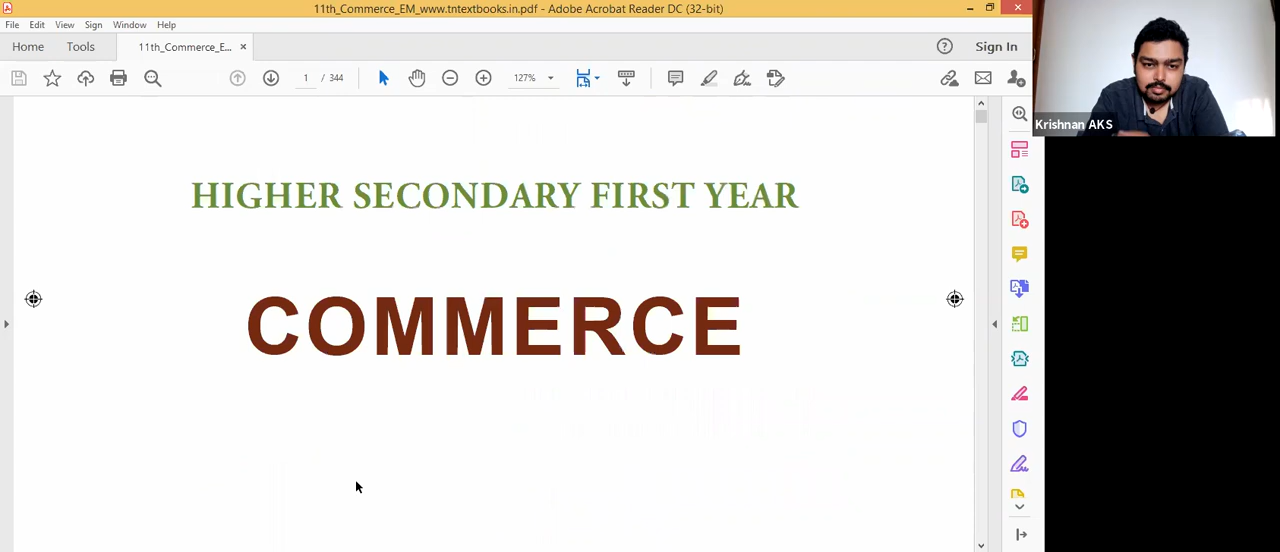 11th_Commerce_EM_www.tntextbooks.in.pdf - Adobe Acrobat Reader DC (32-bit)
File Edit View Sign Window Help
Home Tools 11th_Commerce_E... Sign In
1 / 344 127%
HIGHER SECONDARY FIRST YEAR
COMMERCE
Krishnan AKS